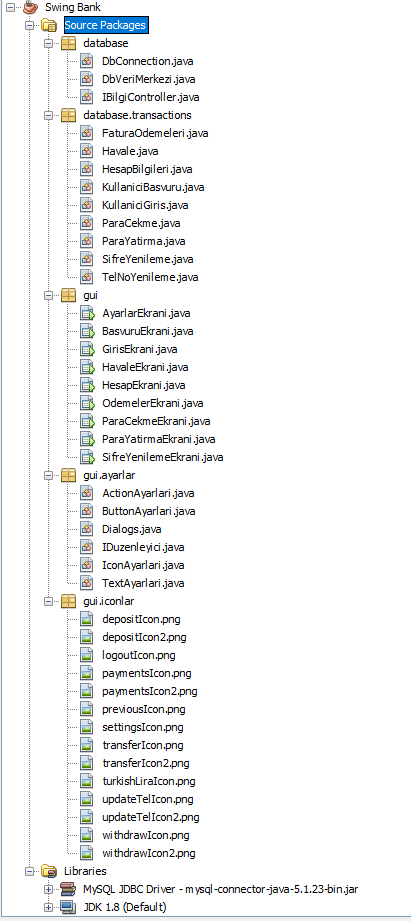 Swing Bank
Source Packages
database
DbConnection.java
DbVeriMerkezi.java
IBilgiController.java
database.transactions
FaturaOdemeleri.java
Havale.java
HesapBilgileri.java
KullaniciBasvuru.java
KullaniciGiris.java
ParaCekme.java
ParaYatirma.java
SifreYenileme.java
TelNoYenileme.java
gui
AyarlarEkrani.java
BasvuruEkrani.java
GirisEkrani.java
HavaleEkrani.java
HesapEkrani.java
OdemelerEkrani.java
ParaCekmeEkrani.java
ParaYatirmaEkrani.java
SifreYenilemeEkrani.java
gui.ayarlar
ActionAyarlari.java
ButtonAyarlari.java
Dialogs.java
IDuzenleyici.java
IconAyarlari.java
TextAyarlari.java
gui.iconlar
depositIcon.png
depositIcon2.png
logoutIcon.png
paymentsIcon.png
paymentsIcon2.png
previousIcon.png
settingsIcon.png
transferIcon.png
transferIcon2.png
turkishLiraIcon.png
updateTelIcon.png
updateTelIcon2.png
withdrawIcon.png
withdrawIcon2.png
Libraries
MySQL JDBC Driver - mysql-connector-java-5.1.23-bin.jar
JDK 1.8 (Default)